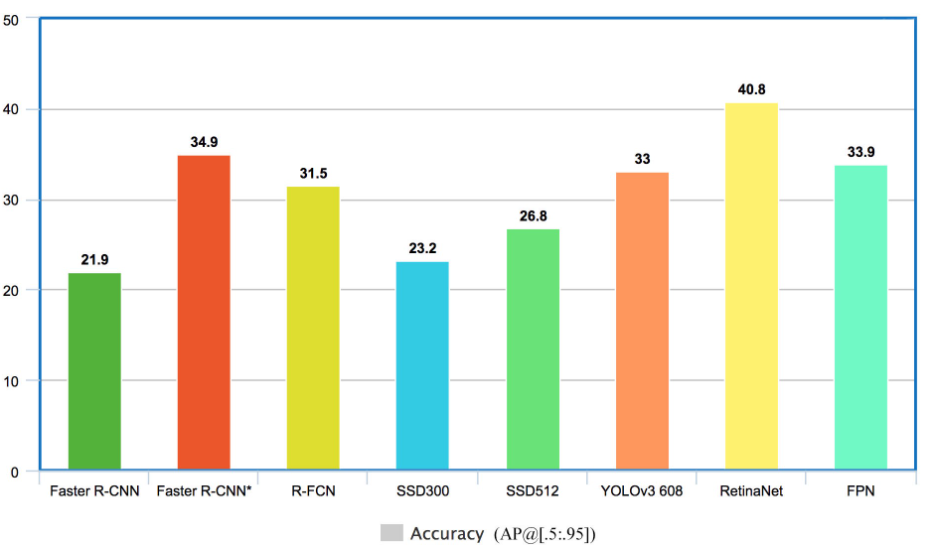 50
40
30
20
10
0
21.9
34.9
31.5
23.2
26.8
33
40.8
33.9
Faster R-CNN
Faster R-CNN*
R-FCN
SSD300
SSD512
YOLOv3 608
RetinaNet
FPN
Accuracy (AP@[.5:.95])